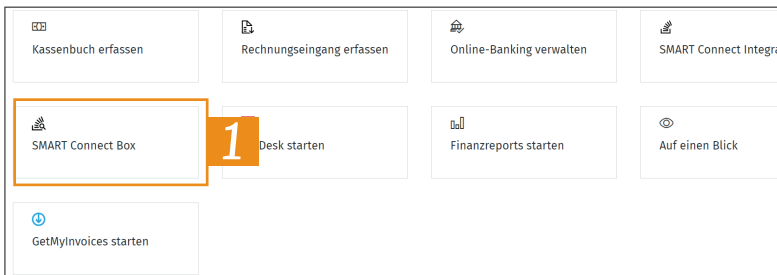 Kassenbuch erfassen
Rechnungseingang erfassen
Online-Banking verwalten
SMART Connect
SMART Connect Box
1
Desk starten
Finanzreports starten
Auf einen Blick
GetMyInvoices starten